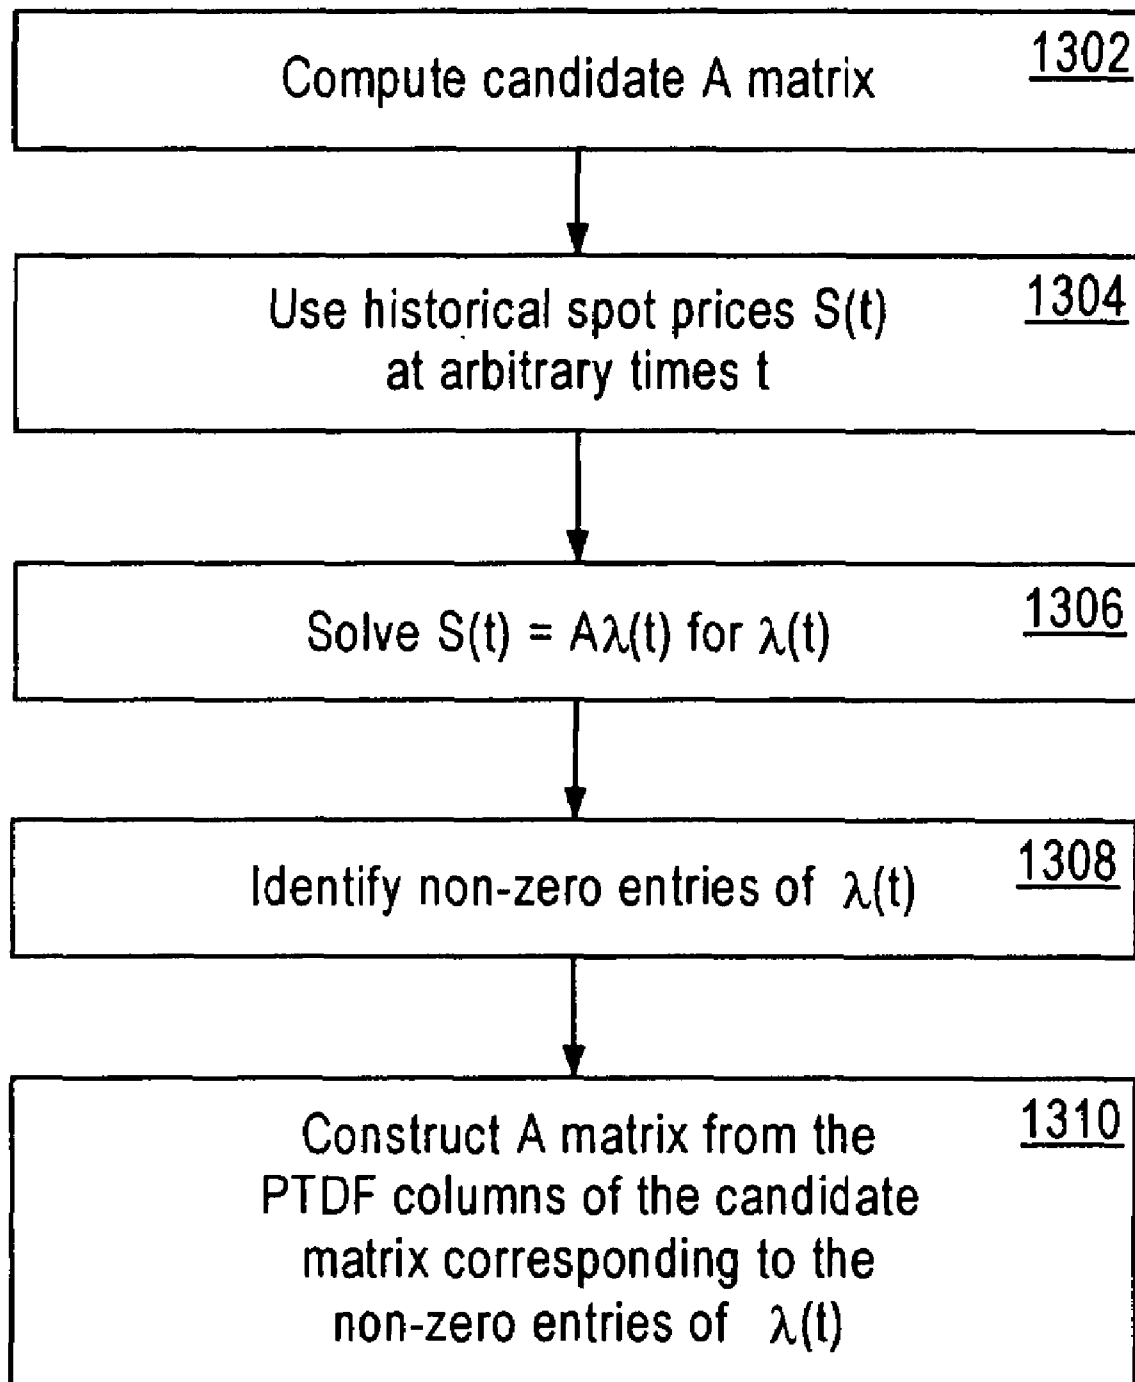 1302
Compute candidate A matrix
1304
Use historical spot prices S(t)
at arbitrary times t
1306
Solve S(t) = Aλ(t) for λ(t)
1308
Identify non-zero entries of λ(t)
1310
Construct A matrix from the
PTDF columns of the candidate
matrix corresponding to the
non-zero entries of λ(t)